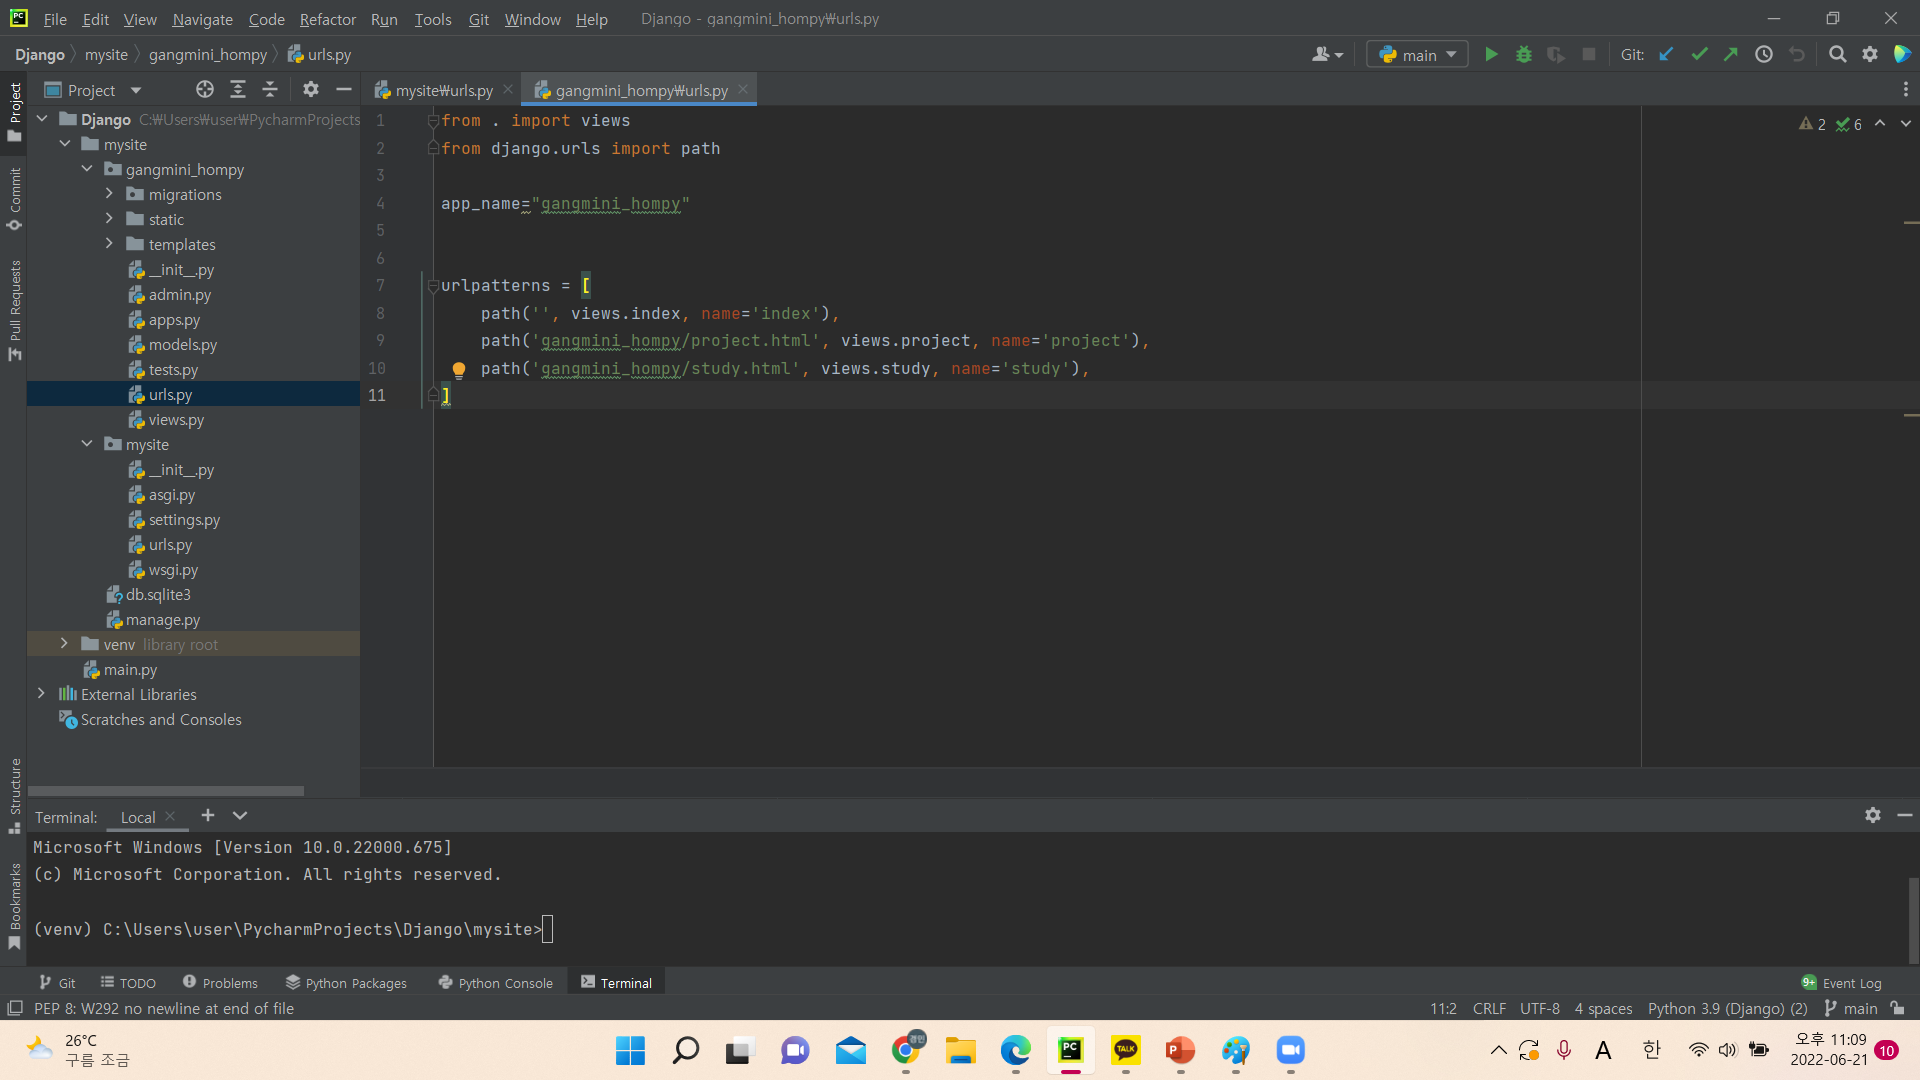 File Edit View Navigate Code Refactor Run Tools Git Window Help Django - gangmini_hompy₩urls.py
Django mysite gangmini_hompy urls.py main Git:
Project mysite₩urls.py gangmini_hompy₩urls.py
Project
Commit
Pull Requests
Structure
Bookmarks
Django C:₩Users₩user₩PycharmProjects
mysite
gangmini_hompy
migrations
static
templates
__init__.py
admin.py
apps.py
models.py
tests.py
urls.py
views.py
mysite
__init__.py
asgi.py
settings.py
urls.py
wsgi.py
db.sqlite3
manage.py
venv library root
main.py
External Libraries
Scratches and Consoles
1 from . import views
2 from django.urls import path
3
4 app_name="gangmini_hompy"
5
6
7 urlpatterns = [
8 path('', views.index, name='index'),
9 path('gangmini_hompy/project.html', views.project, name='project'),
10 path('gangmini_hompy/study.html', views.study, name='study'),
11 ]
2 6
Terminal: Local
Microsoft Windows [Version 10.0.22000.675]
(c) Microsoft Corporation. All rights reserved.
(venv) C:\Users\user\PycharmProjects\Django\mysite>
Git TODO Problems Python Packages Python Console Terminal 9+ Event Log
PEP 8: W292 no newline at end of file 11:2 CRLF UTF-8 4 spaces Python 3.9 (Django) (2) main
26°C
구름 조금
PC
경민
TALK
P
A 한
오후 11:09
2022-06-21
10